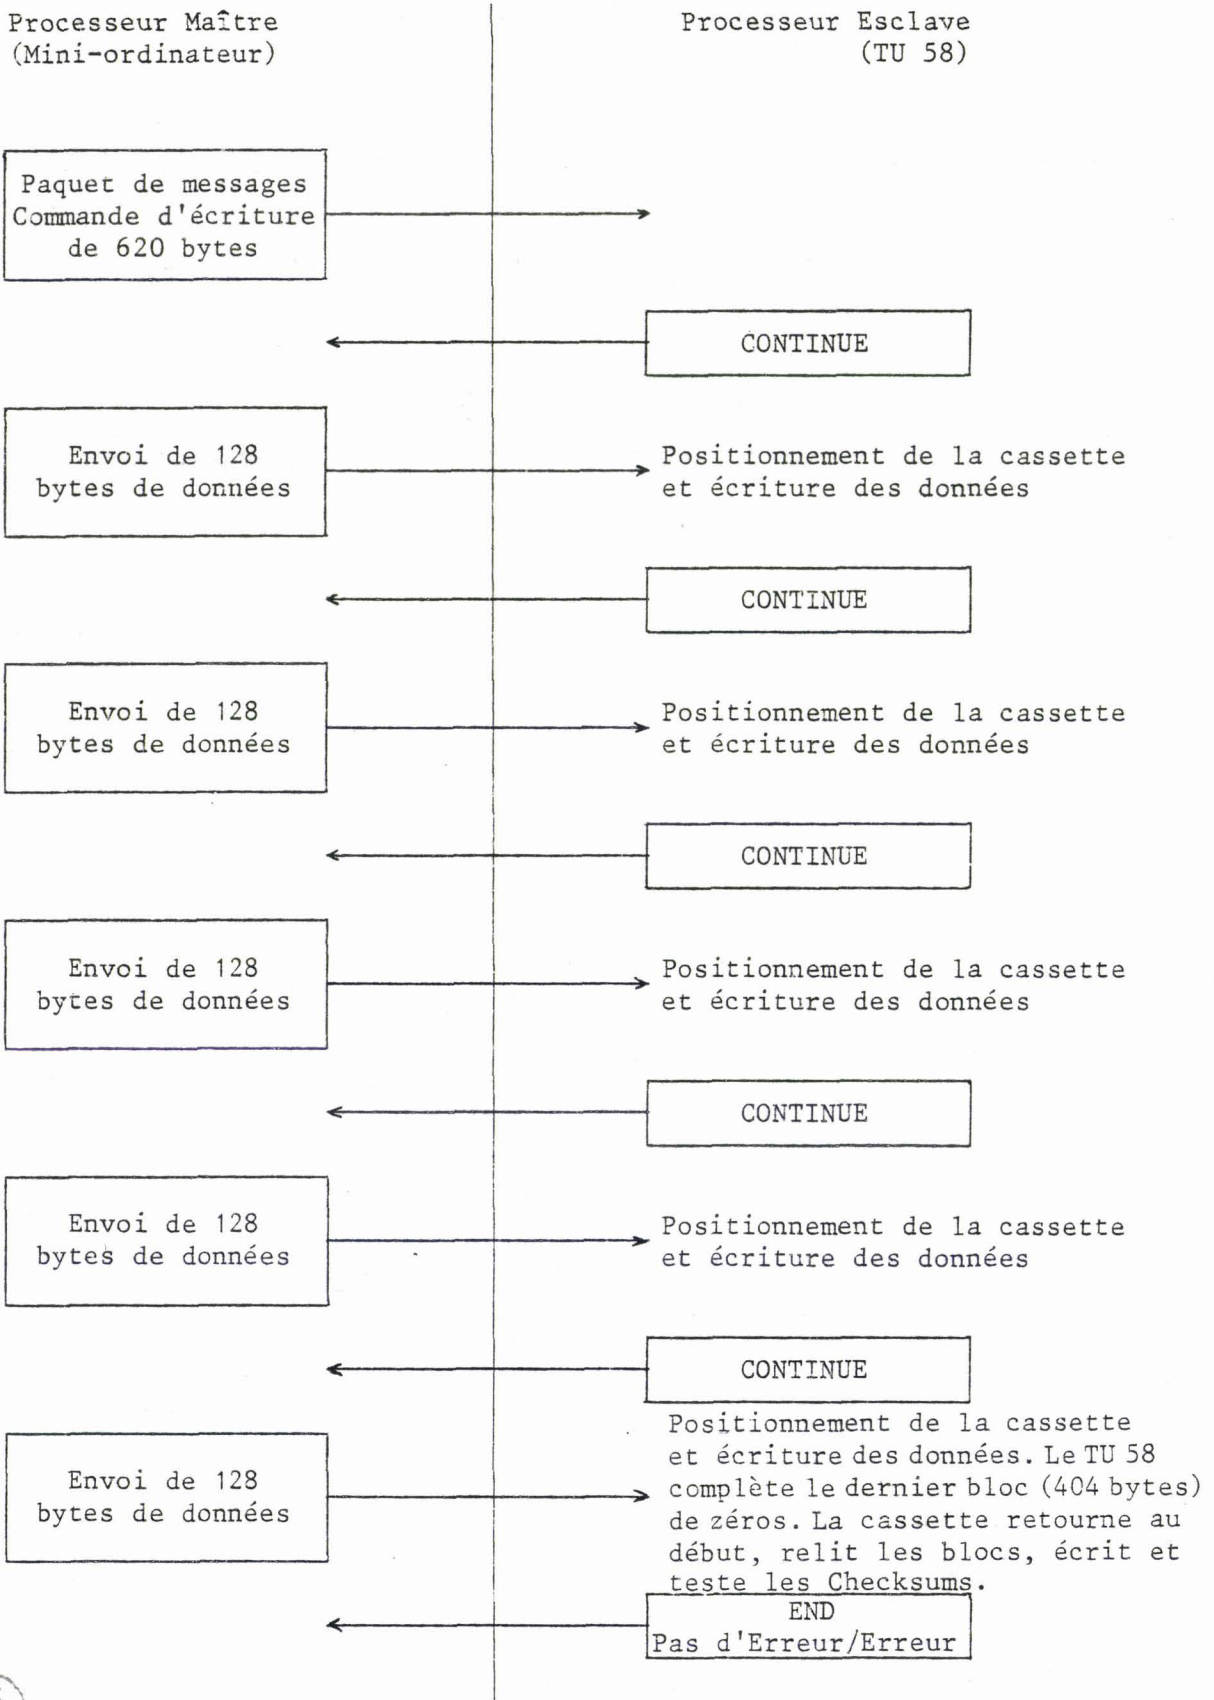 Processeur Maître
(Mini-ordinateur)
Processeur Esclave
(TU 58)
Paquet de messages
Commande d'écriture
de 620 bytes
CONTINUE
Envoi de 128
bytes de données
Positionnement de la cassette
et écriture des données
CONTINUE
Envoi de 128
bytes de données
Positionnement de la cassette
et écriture des données
CONTINUE
Envoi de 128
bytes de données
Positionnement de la cassette
et écriture des données
CONTINUE
Envoi de 128
bytes de données
Positionnement de la cassette
et écriture des données
CONTINUE
Envoi de 128
bytes de données
Positionnement de la cassette
et écriture des données. Le TU 58
complète le dernier bloc (404 bytes)
de zéros. La cassette retourne au
début, relit les blocs, écrit et
teste les Checksums.
END
Pas d'Erreur/Erreur